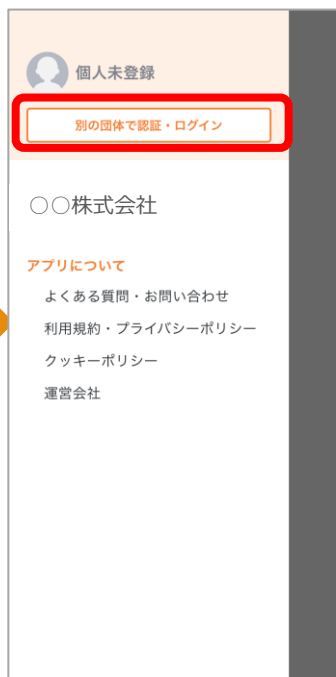 個人未登録
別の団体で認証・ログイン
○○株式会社
アプリについて
よくある質問・お問い合わせ
利用規約・プライバシーポリシー
クッキーポリシー
運営会社